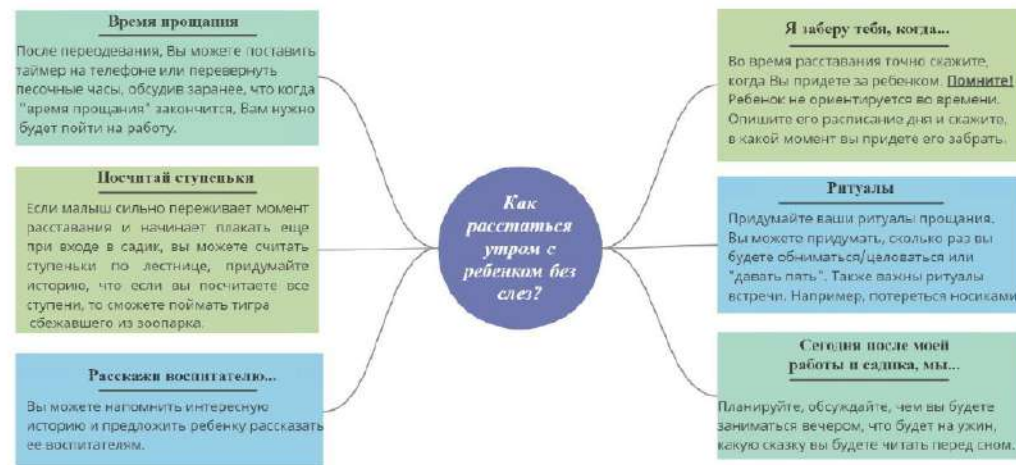 Время прощания
После переодевания, Вы можете поставить
таймер на телефоне или перевернуть
песочные часы, обсудив заранее, что когда
"время прощания" закончится, Вам нужно
будет пойти на работу.
Посчитай ступеньки
Если малыш сильно переживает момент
расставания и начинает плакать еще
при входе в садик, вы можете считать
ступеньки по лестнице, придумайте
историю, что если вы посчитаете все
ступени, то сможете поймать тигра
сбежавшего из зоопарка.
Расскажи воспитателю...
Вы можете напомнить интересную
историю и предложить ребенку рассказать
ее воспитателям.
Как
расстаться
утром с
ребенком без
слез?
Я заберу тебя, когда...
Во время расставания точно скажите,
когда Вы придете за ребенком. Помните!
Ребенок не ориентируется во времени.
Опишите его расписание дня и скажите,
в какой момент вы придете его забрать.
Ритуалы
Придумайте ваши ритуалы прощания.
Вы можете придумать, сколько раз вы
будете обниматься/целоваться или
"давать пять". Также важны ритуалы
встречи. Например, потереться носиками
Сегодня после моей
работы и садика, мы...
Планируйте, обсуждайте, чем вы будете
заниматься вечером, что будет на ужин,
какую сказку вы будете читать перед сном.